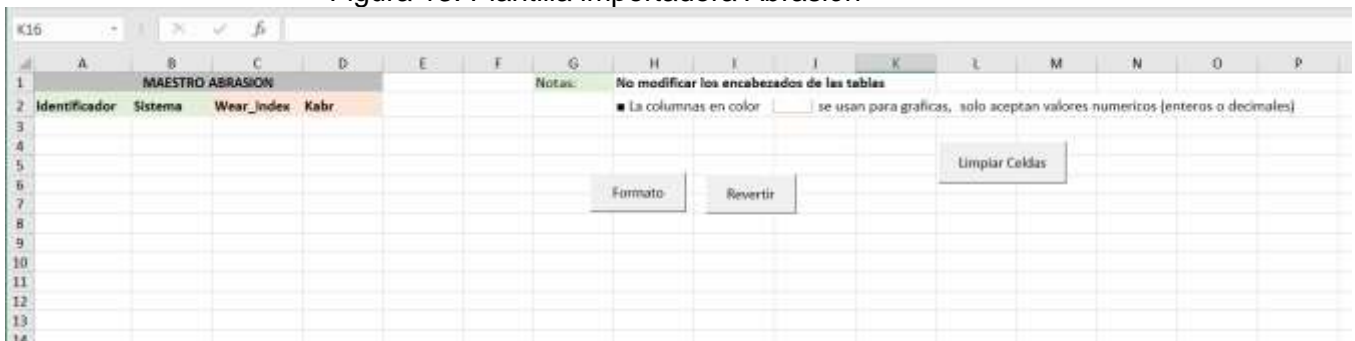 Figura 10. Plantilla Importadora Abrasión
K16 fx
A B C D E F G H I J K L M N O P
1 MAESTRO ABRASION Notas: No modificar los encabezados de las tablas
2 Identificador Sistema Wear_Index Kabr ■ La columnas en color se usan para graficas, solo aceptan valores numericos (enteros o decimales)
3
4
5 Limpiar Celdas
6
Formato Revertir
7
8
9
10
11
12
13
14